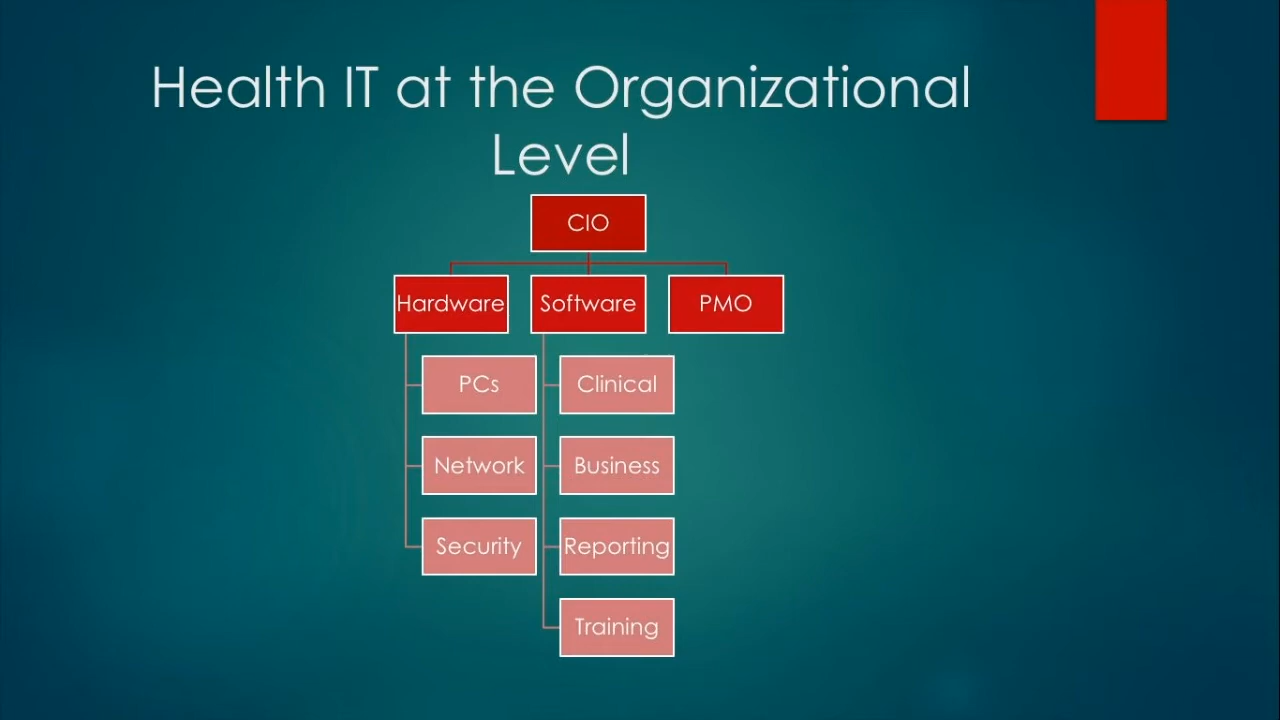 Health IT at the Organizational
Level
CIO
Hardware
Software
PMO
PCs
Clinical
Network
Business
Security
Reporting
Training